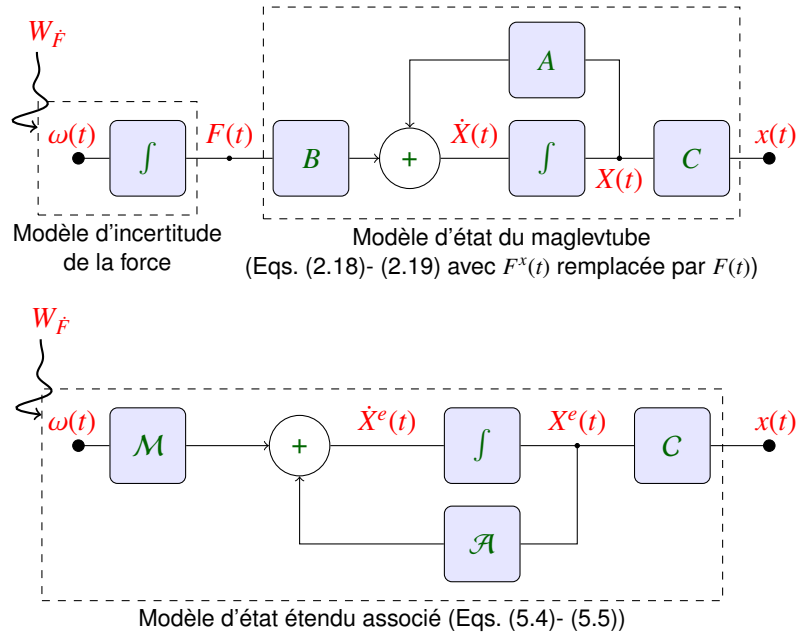 W_Ḟ
A
ω(t)
∫
F(t)
B
+
Ẋ(t)
∫
X(t)
C
x(t)
Modèle d'incertitude
de la force
Modèle d'état du maglevtube
(Eqs. (2.18)- (2.19) avec F^x(t) remplacée par F(t))
W_Ḟ
ω(t)
ℳ
+
Ẋ^e(t)
∫
X^e(t)
𝒞
x(t)
𝒜
Modèle d'état étendu associé (Eqs. (5.4)- (5.5))